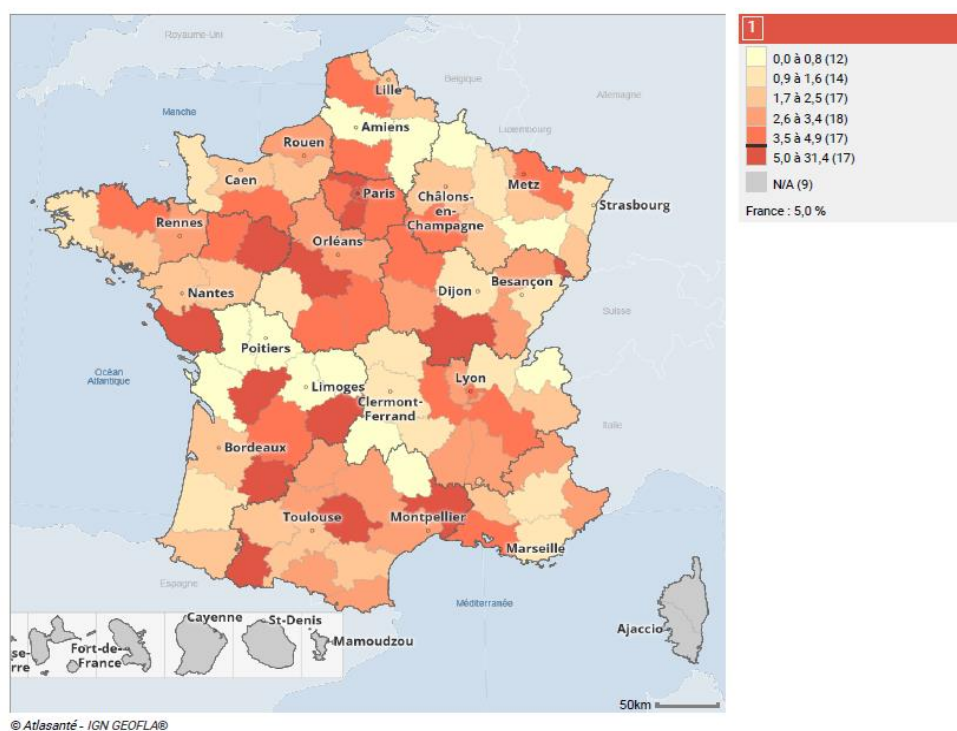 Royaume-Uni
Belgique
Allemagne
Luxembourg
Manche
Lille
Amiens
Rouen
Caen
Paris
Metz
Châlons-
en-
Champagne
Strasbourg
Rennes
Orléans
Nantes
Dijon
Besançon
Suisse
Poitiers
Océan
Atlantique
Limoges
Lyon
Clermont-
Ferrand
Italie
Bordeaux
Toulouse
Montpellier
Marseille
Espagne
Méditerranée
Ajaccio
se-
rre
Fort-de-
France
Cayenne
St-Denis
Mamoudzou
50km
1
0,0 à 0,8 (12)
0,9 à 1,6 (14)
1,7 à 2,5 (17)
2,6 à 3,4 (18)
3,5 à 4,9 (17)
5,0 à 31,4 (17)
N/A (9)
France : 5,0 %
© Atlasanté - IGN GEOFLA®